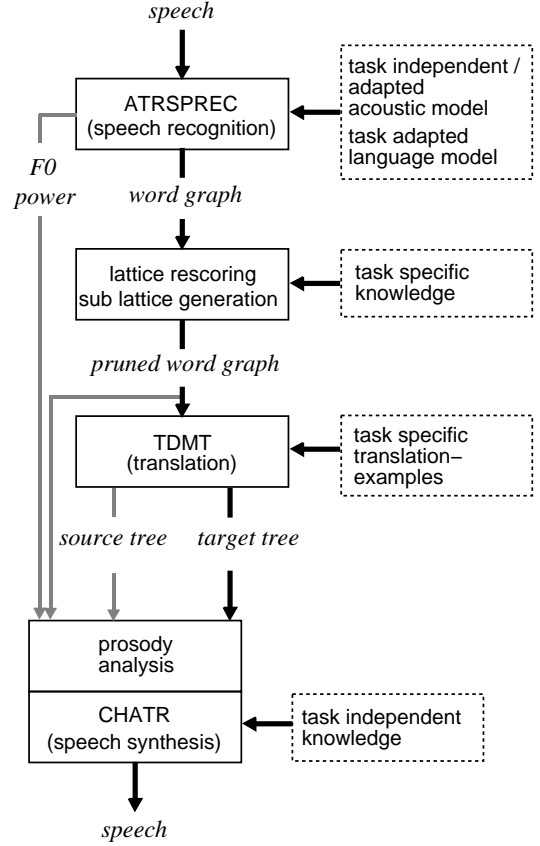 speech
ATRSPREC
(speech recognition)
task independent /
adapted
acoustic model
task adapted
language model
F0
power
word graph
lattice rescoring
sub lattice generation
task specific
knowledge
pruned word graph
TDMT
(translation)
task specific
translation–
examples
source tree
target tree
prosody
analysis
CHATR
(speech synthesis)
task independent
knowledge
speech